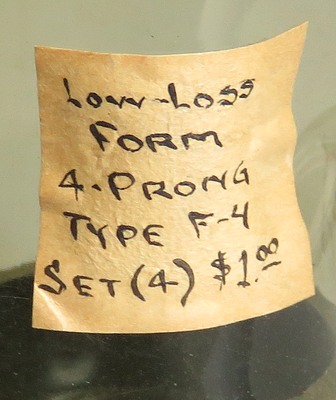 LOW-LOSS
FORM
4-PRONG
TYPE F-4
SET (4) $1.00